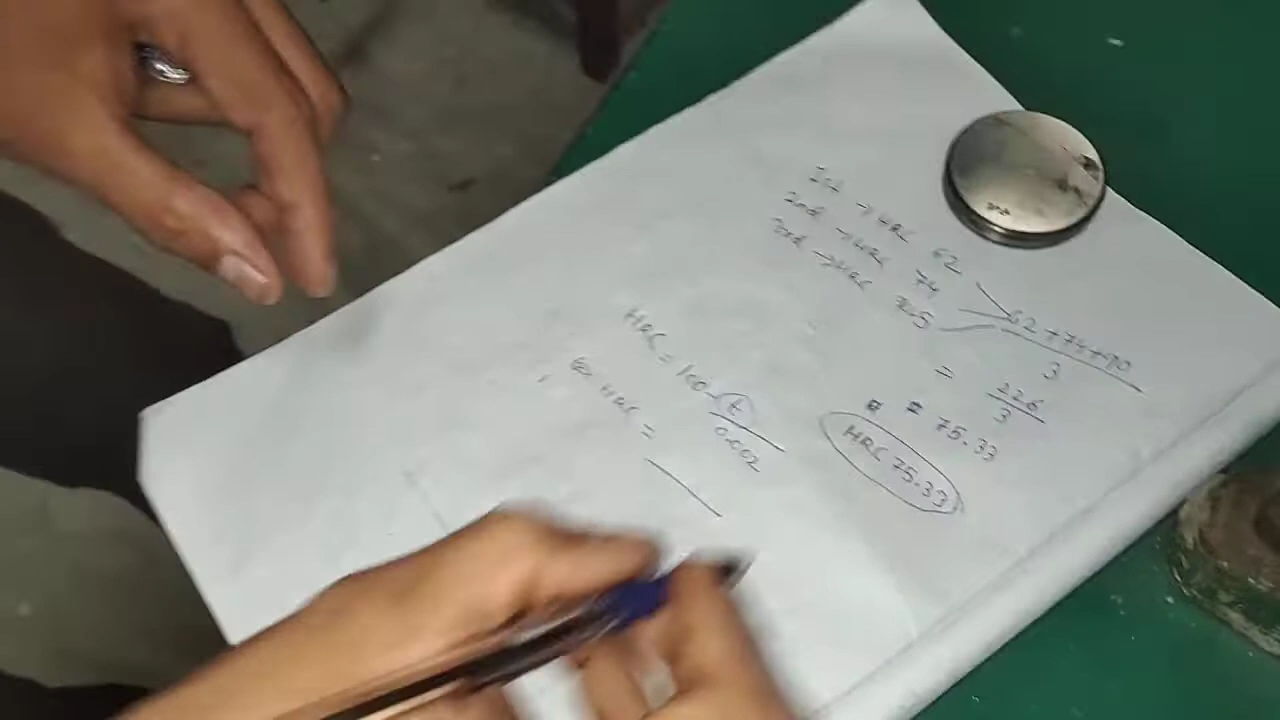 1st → HRC 62
2nd → HRC 74
3rd → HRC
62+74+90
3
= 226
3
= 75.33
HRC 75.33
HRC = 100 - t
0.002
HRC =